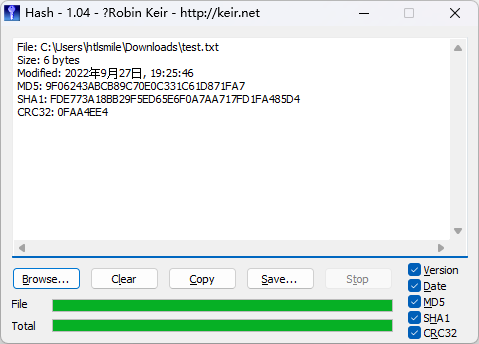 Hash - 1.04 - ?Robin Keir - http://keir.net
File: C:\Users\htlsmile\Downloads\test.txt
Size: 6 bytes
Modified: 2022年9月27日, 19:25:46
MD5: 9F06243ABCB89C70E0C331C61D871FA7
SHA1: FDE773A18BB29F5ED65E6F0A7AA717FD1FA485D4
CRC32: 0FAA4EE4
Browse... Clear Copy Save... Stop
File
Total
Version
Date
MD5
SHA1
CRC32